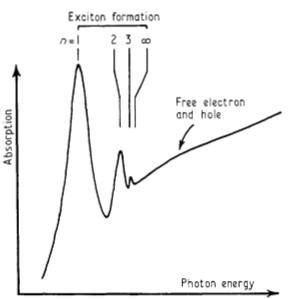 Exciton formation
n=1 2 3 ∞
Free electron
and hole
Absorption
Photon energy